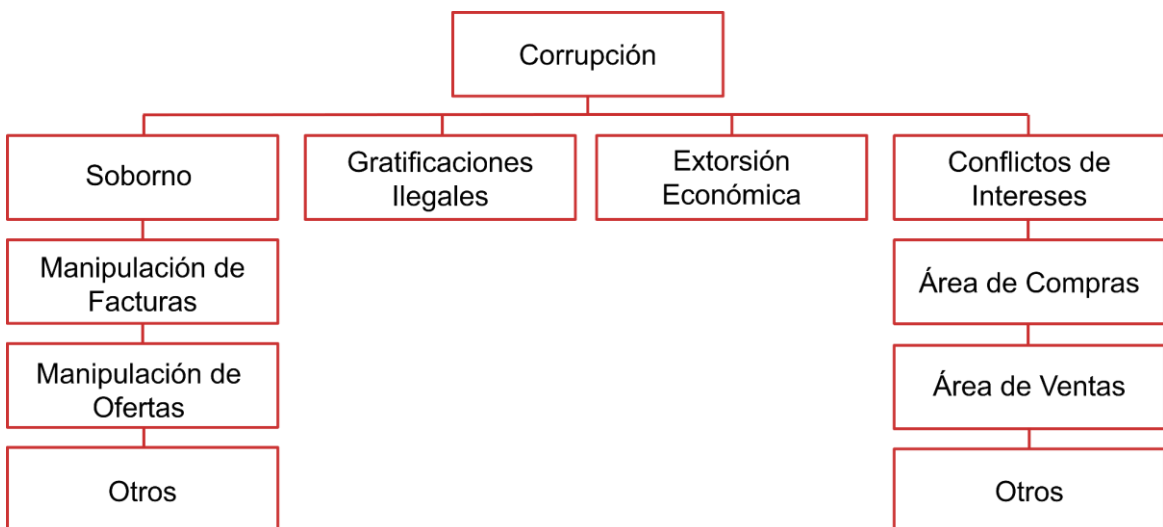 Corrupción
Soborno
Gratificaciones
Ilegales
Extorsión
Económica
Conflictos de
Intereses
Manipulación de
Facturas
Área de Compras
Manipulación de
Ofertas
Área de Ventas
Otros
Otros